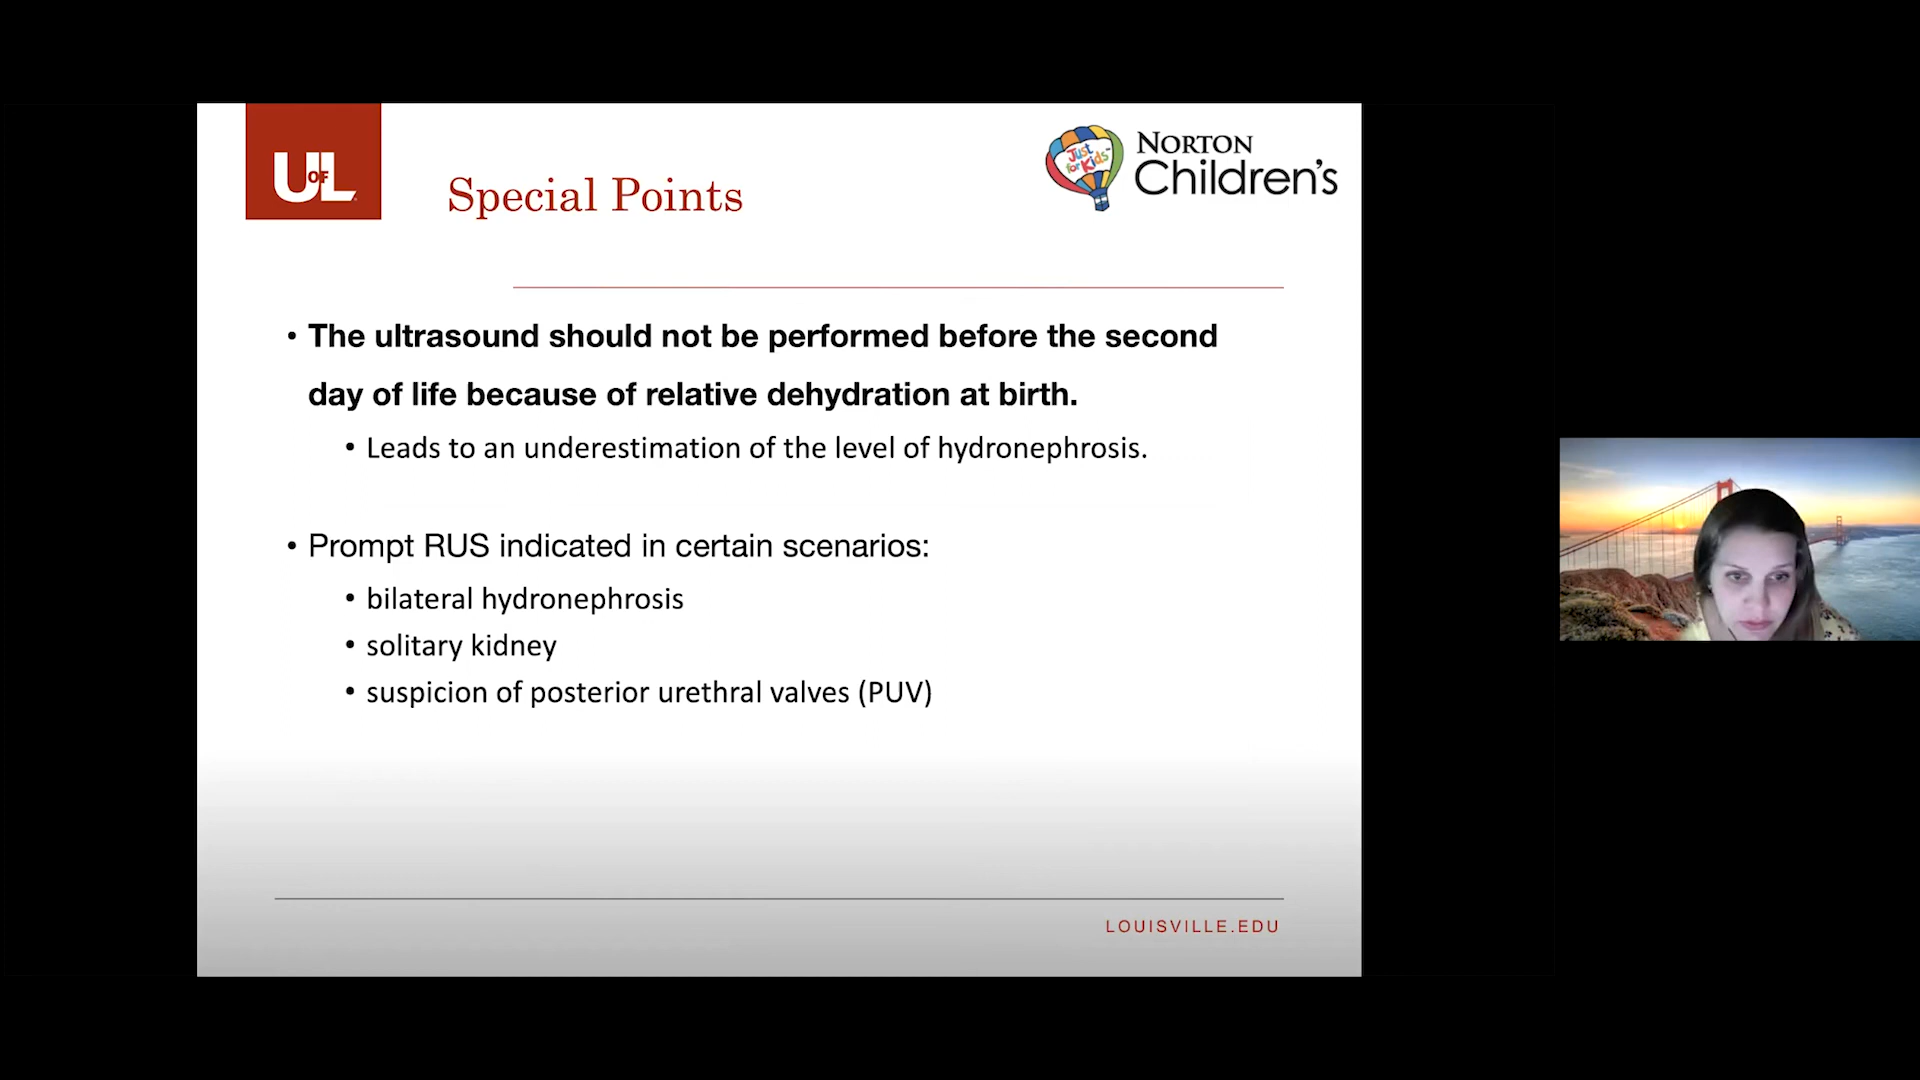 UofL
Special Points
Just for Kids
NORTON
Children's
• The ultrasound should not be performed before the second
day of life because of relative dehydration at birth.
• Leads to an underestimation of the level of hydronephrosis.
• Prompt RUS indicated in certain scenarios:
• bilateral hydronephrosis
• solitary kidney
• suspicion of posterior urethral valves (PUV)
LOUISVILLE.EDU